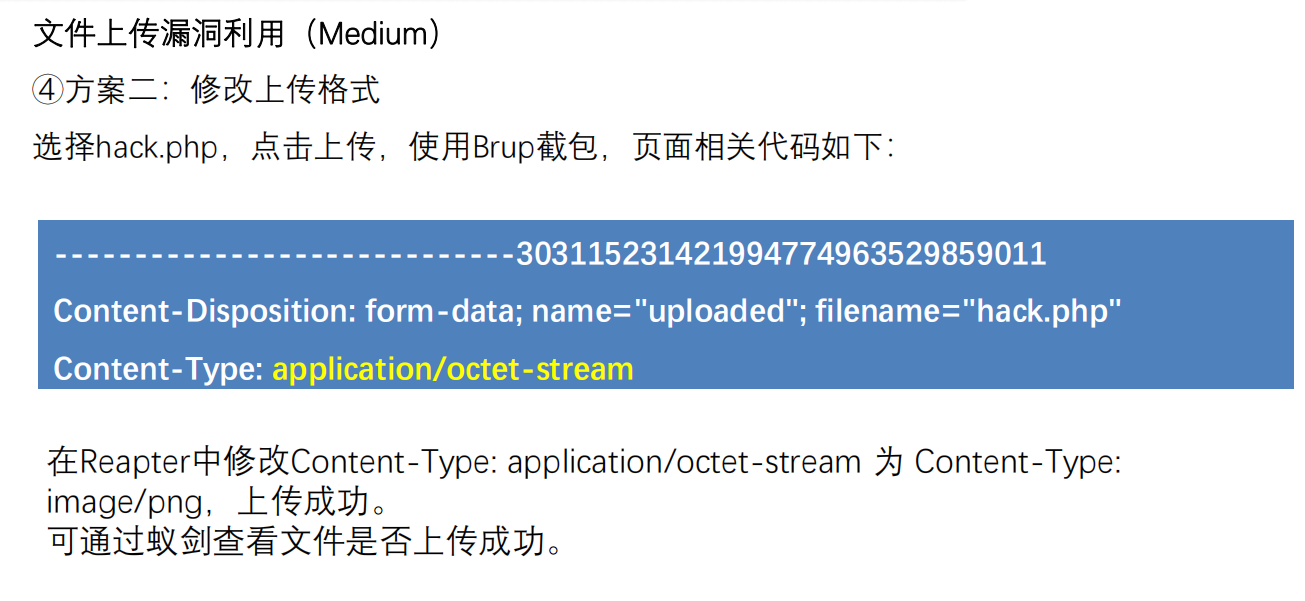 文件上传漏洞利用（Medium）
④方案二：修改上传格式
选择hack.php，点击上传，使用Brup截包，页面相关代码如下：
-----------------------------303115231421994774963529859011
Content-Disposition: form-data; name="uploaded"; filename="hack.php"
Content-Type: application/octet-stream
在Reapter中修改Content-Type: application/octet-stream 为 Content-Type:
image/png，上传成功。
可通过蚁剑查看文件是否上传成功。